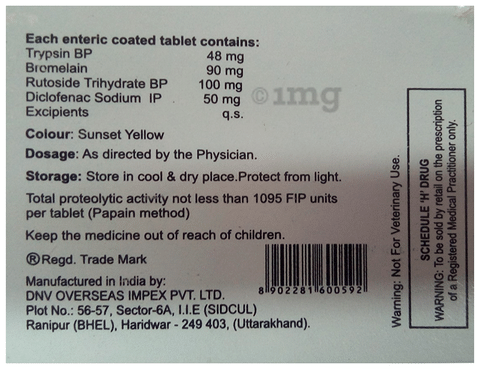 Each enteric coated tablet contains:
Trypsin BP 48 mg
Bromelain 90 mg
Rutoside Trihydrate BP 100 mg
Diclofenac Sodium IP 50 mg
Excipients q.s.
©1mg
Colour: Sunset Yellow
Dosage: As directed by the Physician.
Storage: Store in cool & dry place.Protect from light.
Total proteolytic activity not less than 1095 FIP units
per tablet (Papain method)
Keep the medicine out of reach of children.
®Regd. Trade Mark
Manufactured in India by:
DNV OVERSEAS IMPEX PVT. LTD.
Plot No.: 56-57, Sector-6A, I.I.E (SIDCUL)
Ranipur (BHEL), Haridwar - 249 403, (Uttarakhand).
8 902281 600592
Warning: Not For Veterinary Use.
SCHEDULE 'H' DRUG
WARNING: To be sold by retail on the prescription
of a Registered Medical Practitioner only.